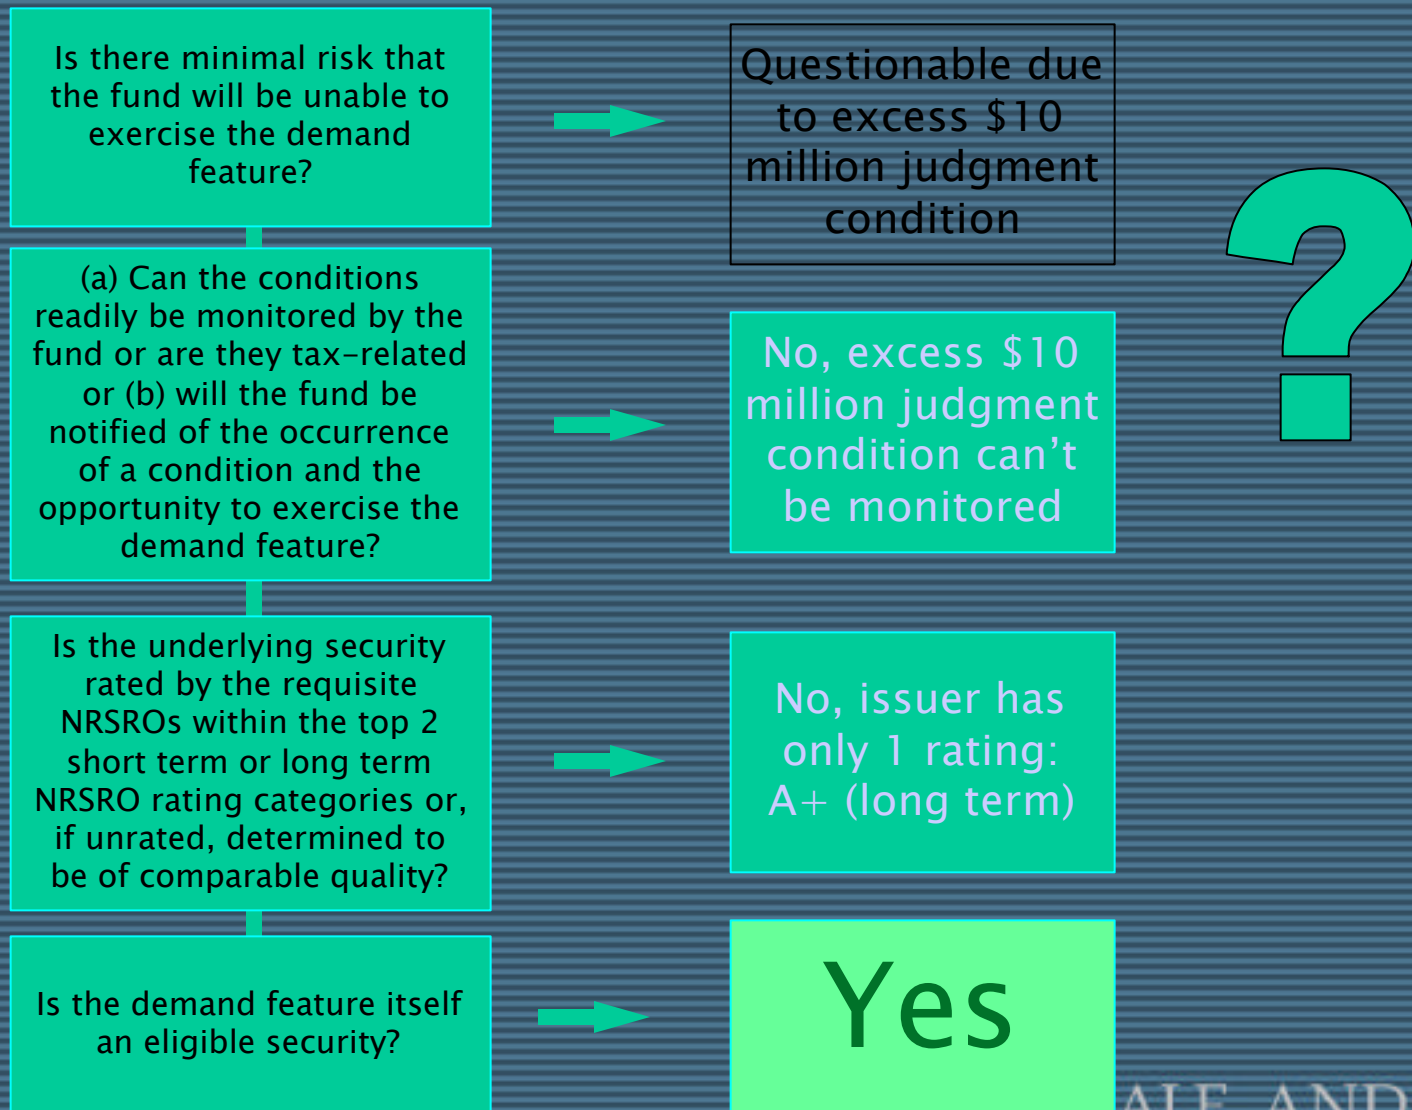 Is there minimal risk that
the fund will be unable to
exercise the demand
feature?
Questionable due
to excess $10
million judgment
condition
?
(a) Can the conditions
readily be monitored by the
fund or are they tax-related
or (b) will the fund be
notified of the occurrence
of a condition and the
opportunity to exercise the
demand feature?
No, excess $10
million judgment
condition can’t
be monitored
Is the underlying security
rated by the requisite
NRSROs within the top 2
short term or long term
NRSRO rating categories or,
if unrated, determined to
be of comparable quality?
No, issuer has
only 1 rating:
A+ (long term)
Is the demand feature itself
an eligible security?
Yes